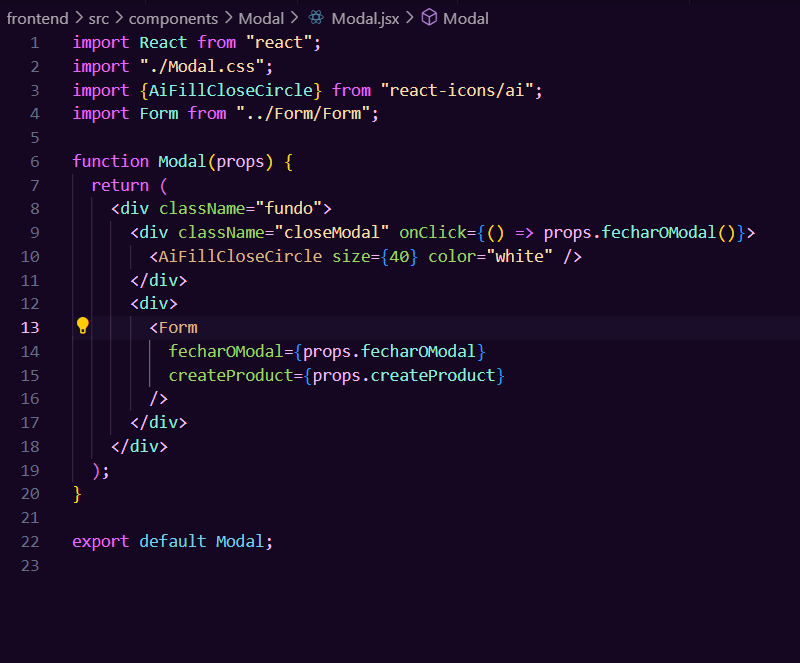 frontend > src > components > Modal > Modal.jsx > Modal
1 import React from "react";
2 import "./Modal.css";
3 import {AiFillCloseCircle} from "react-icons/ai";
4 import Form from "../Form/Form";
5
6 function Modal(props) {
7   return (
8     <div className="fundo">
9       <div className="closeModal" onClick={() => props.fecharOModal()}>
10         <AiFillCloseCircle size={40} color="white" />
11       </div>
12       <div>
13         <Form
14           fecharOModal={props.fecharOModal}
15           createProduct={props.createProduct}
16         />
17       </div>
18     </div>
19   );
20 }
21
22 export default Modal;
23